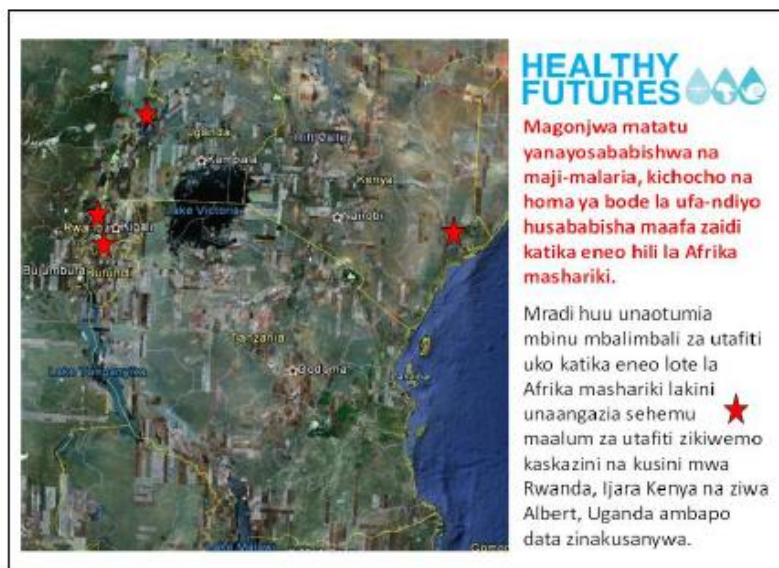 Uganda
Kampala
Rift Valle
Kenya
Lake Victoria
Nairobi
Kigali
Bujumbura
Burundi
Tanzania
Dodoma
Lake Tanganyika
HEALTHY
FUTURES
Magonjwa matatu
yanayosababishwa na
maji-malaria, kichocho na
homa ya bode la ufa-ndiyo
husababisha maafa zaidi
katika eneo hili la Afrika
mashariki.
Mradi huu unaotumia
mbinu mbalimbali za utafiti
uko katika eneo lote la
Afrika mashariki lakini
unaangazia sehemu
maalum za utafiti zikiwemo
kaskazini na kusini mwa
Rwanda, Ijara Kenya na ziwa
Albert, Uganda ambapo
data zinakusanywa.